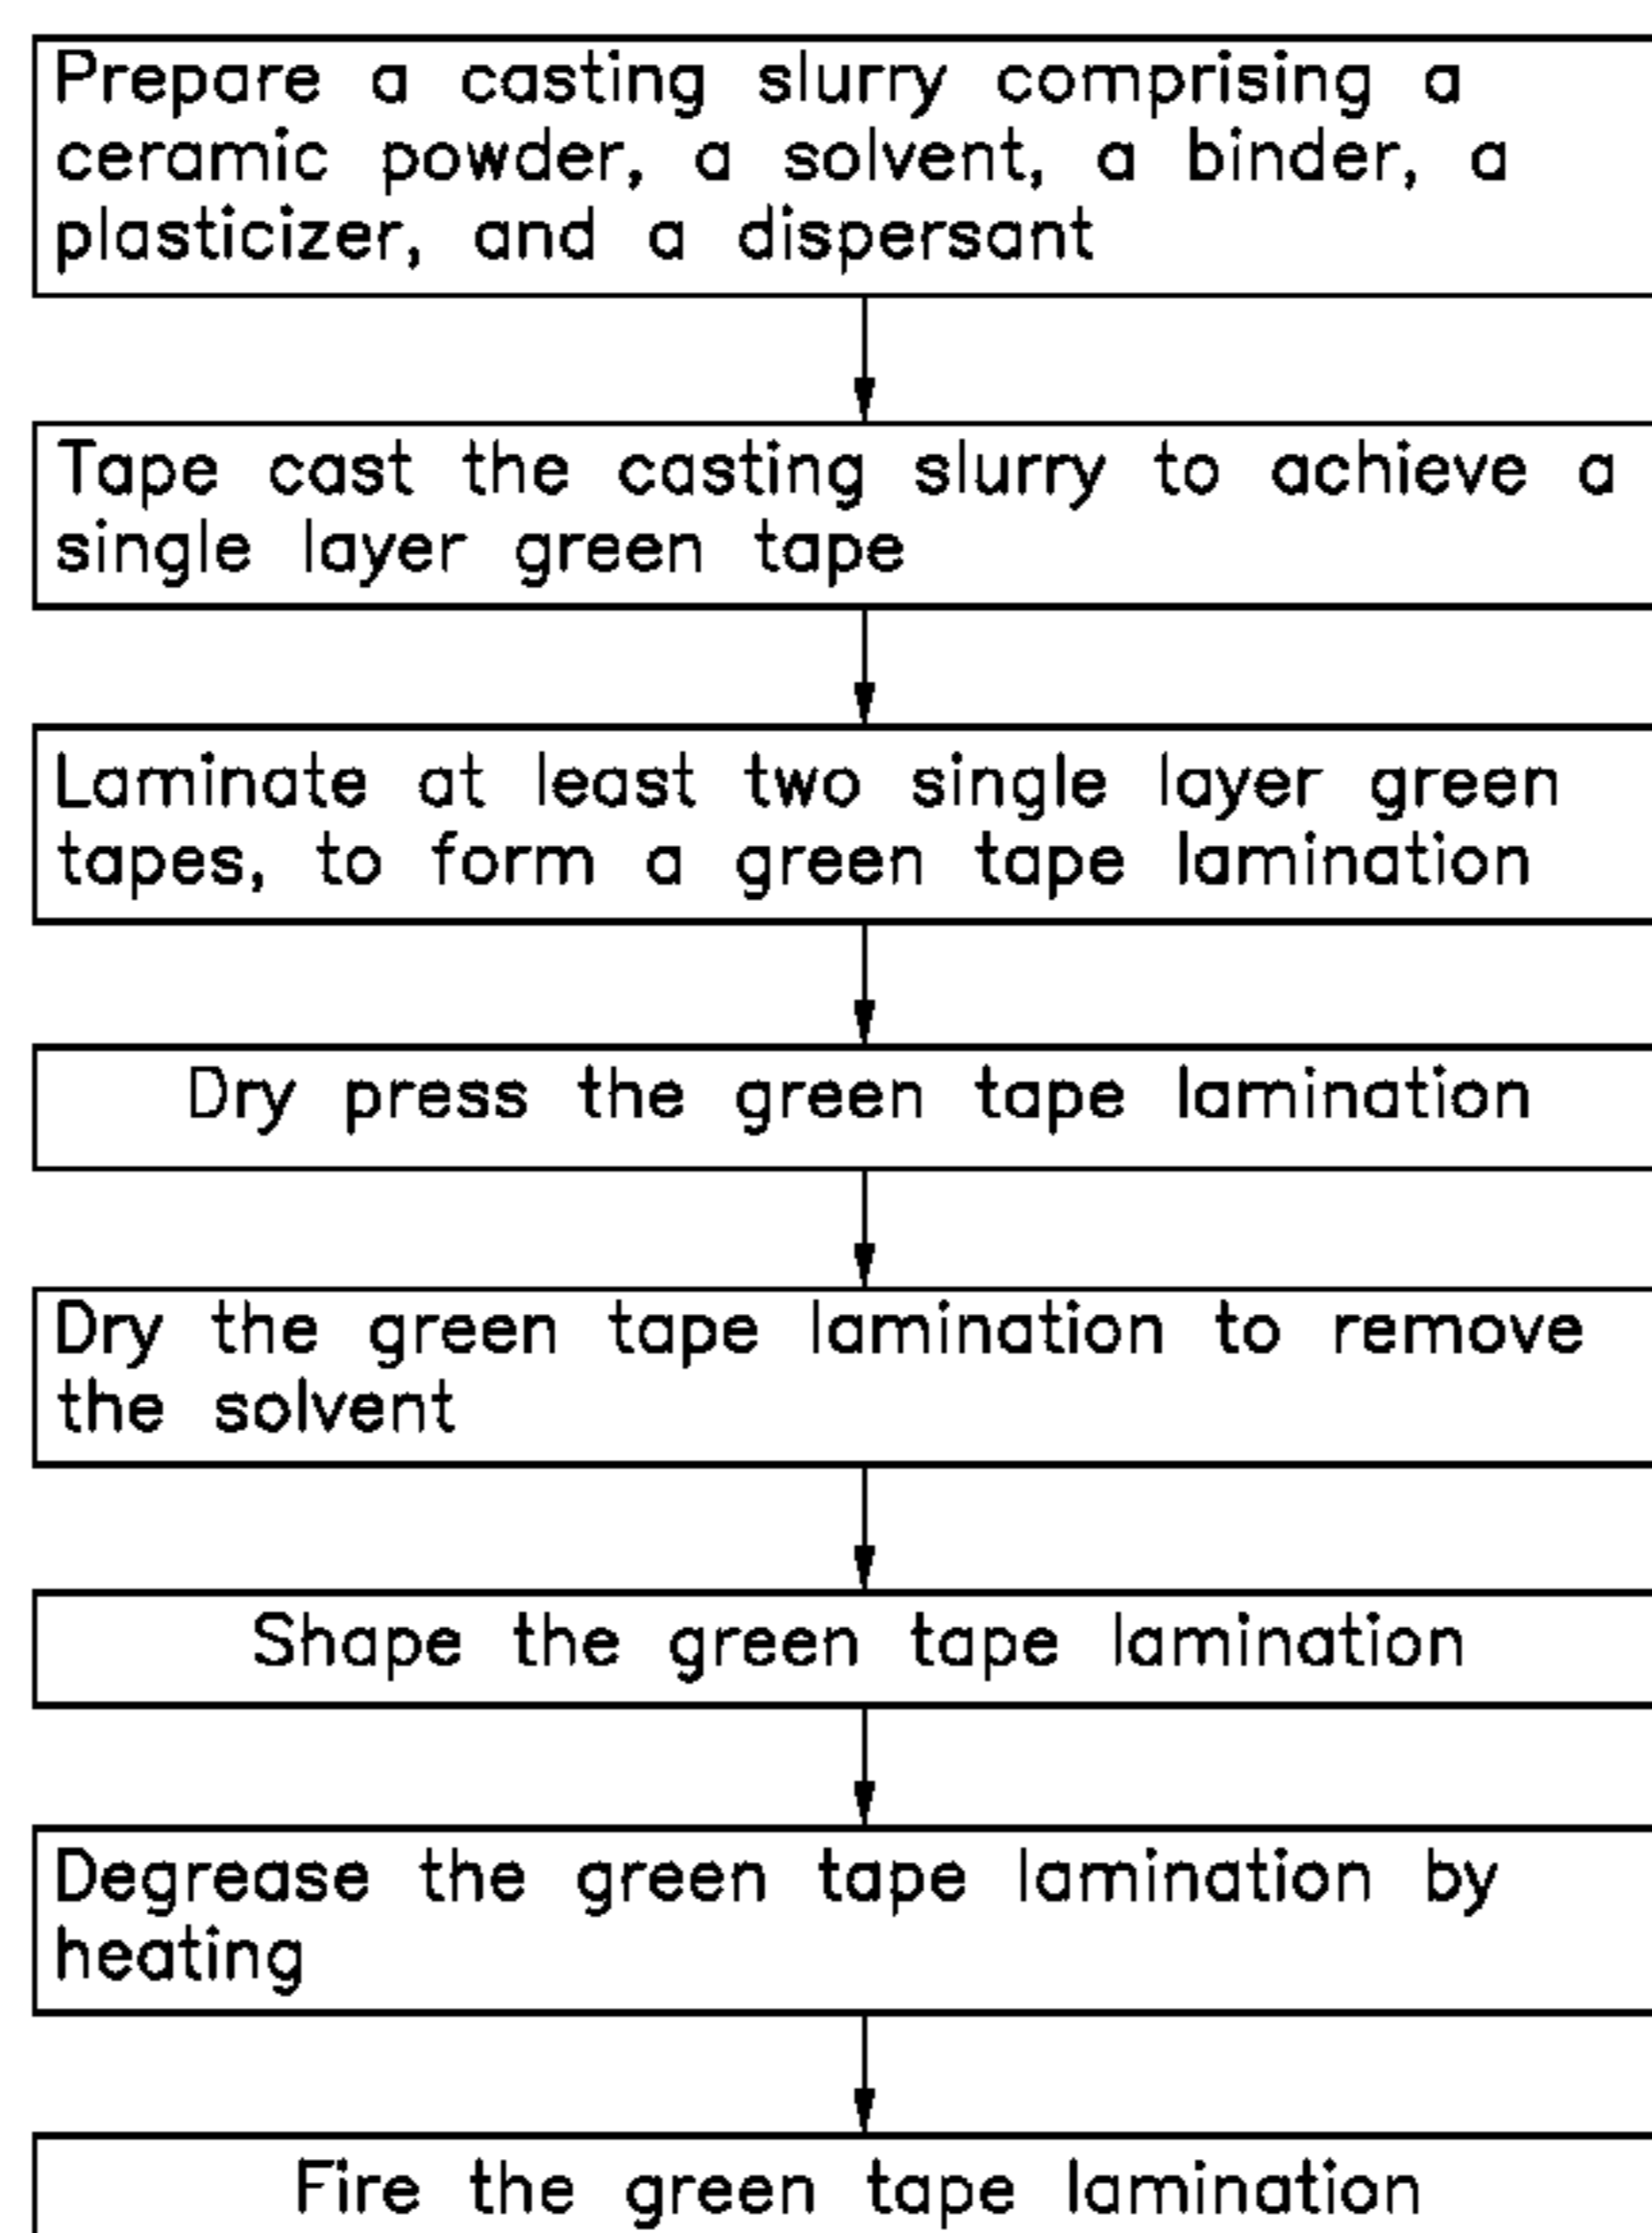 Prepare a casting slurry comprising a
ceramic powder, a solvent, a binder, a
plasticizer, and a dispersant
Tape cast the casting slurry to achieve a
single layer green tape
Laminate at least two single layer green
tapes, to form a green tape lamination
Dry press the green tape lamination
Dry the green tape lamination to remove
the solvent
Shape the green tape lamination
Degrease the green tape lamination by
heating
Fire the green tape lamination